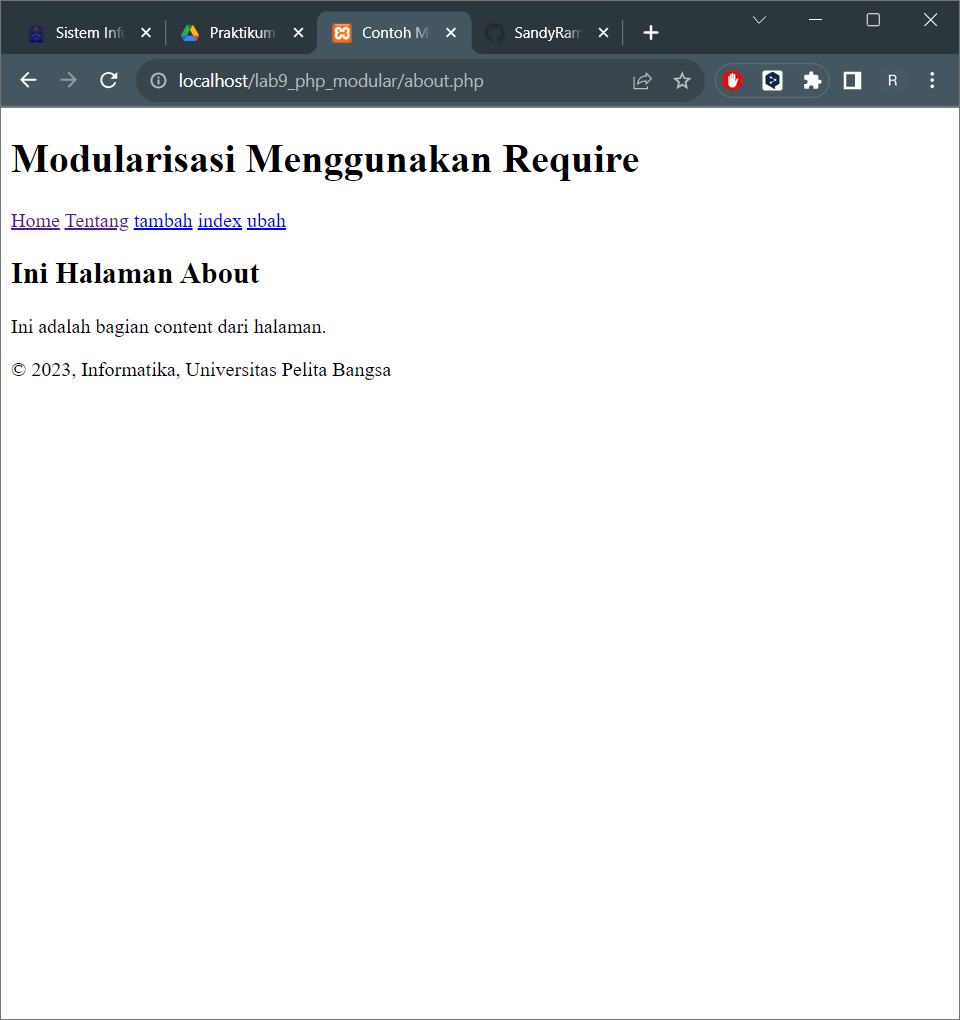 Sistem Info
Praktikum
Contoh M
SandyRam
localhost/lab9_php_modular/about.php
R
Modularisasi Menggunakan Require
Home Tentang tambah index ubah
Ini Halaman About
Ini adalah bagian content dari halaman.
© 2023, Informatika, Universitas Pelita Bangsa